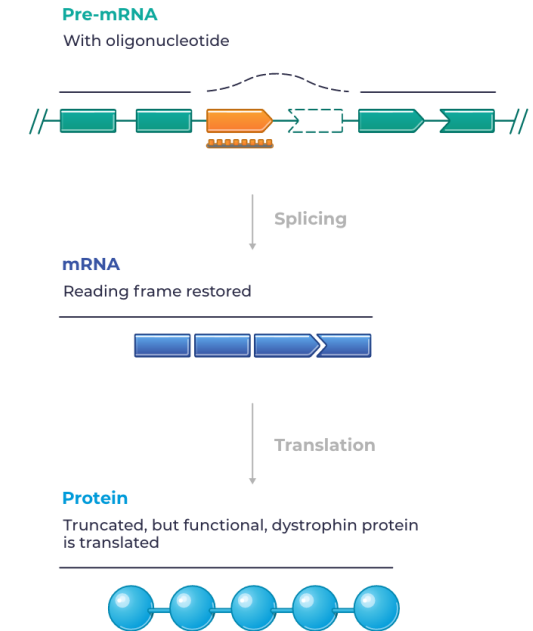 Pre-mRNA
With oligonucleotide
Splicing
mRNA
Reading frame restored
Translation
Protein
Truncated, but functional, dystrophin protein
is translated